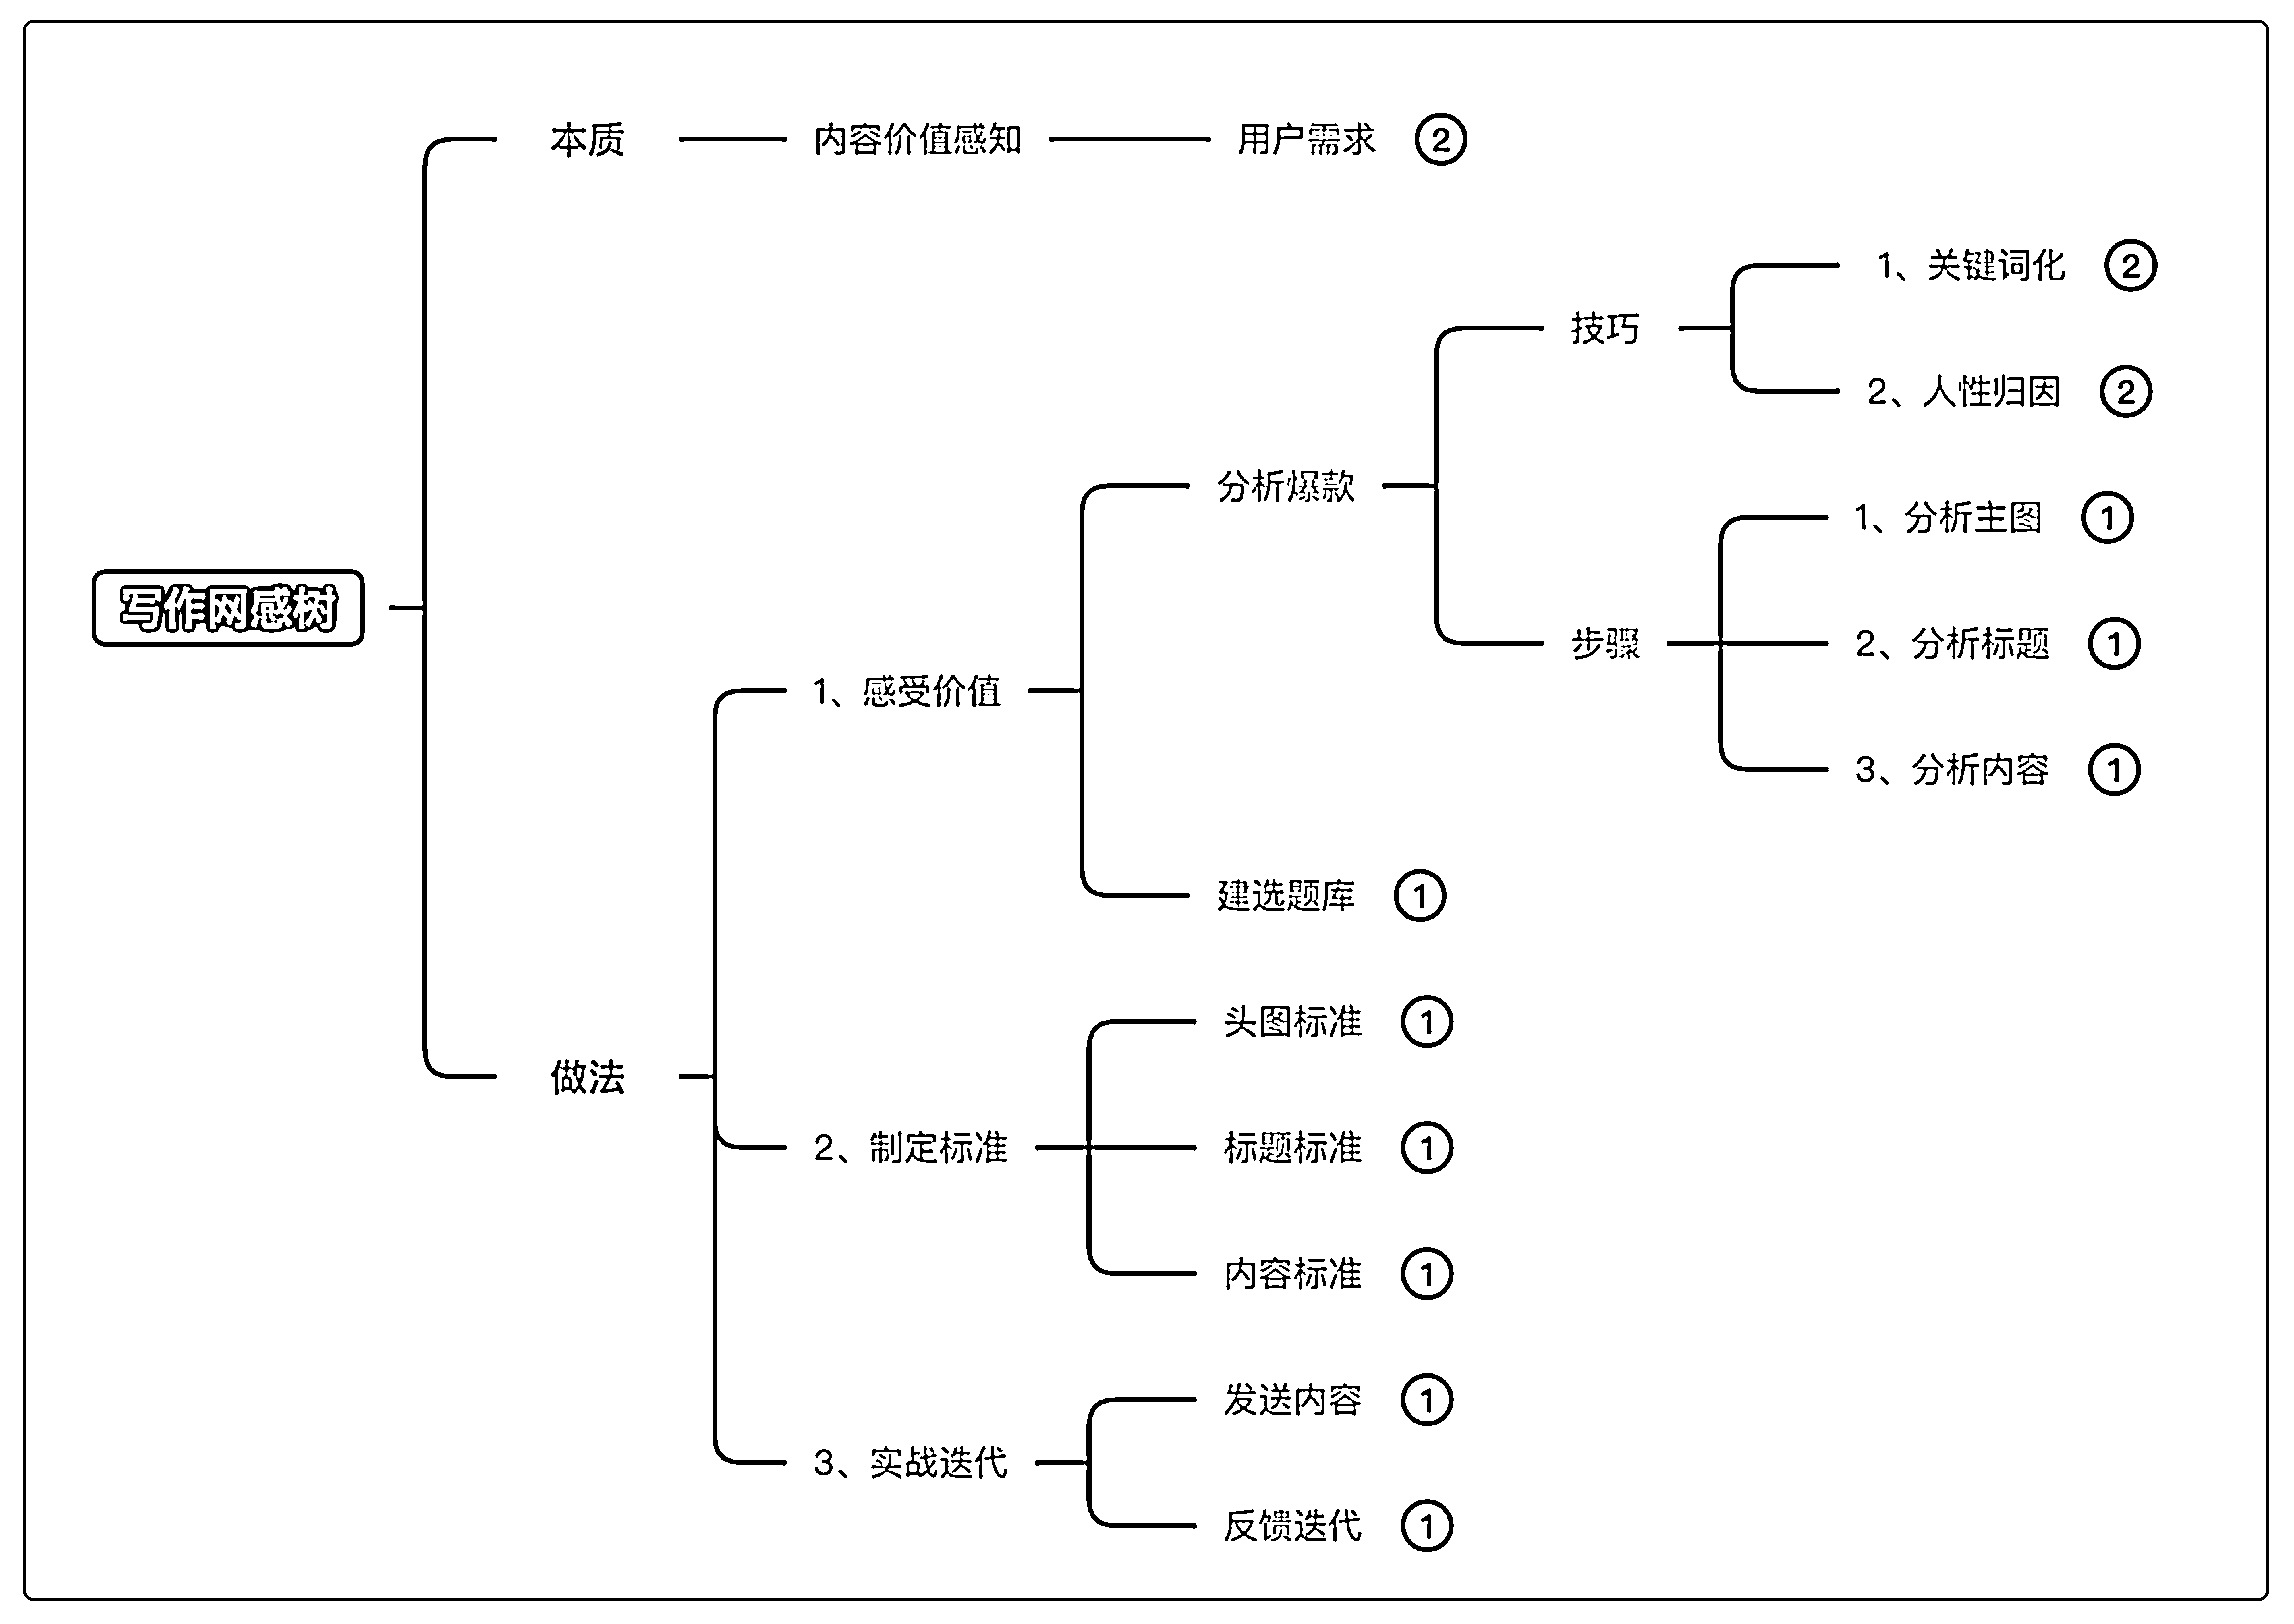 写作网感树
本质
内容价值感知
用户需求 ②
做法
1、感受价值
分析爆款
技巧
1、关键词化 ②
2、人性归因 ②
步骤
1、分析主图 ①
2、分析标题 ①
3、分析内容 ①
建选题库 ①
2、制定标准
头图标准 ①
标题标准 ①
内容标准 ①
3、实战迭代
发送内容 ①
反馈迭代 ①